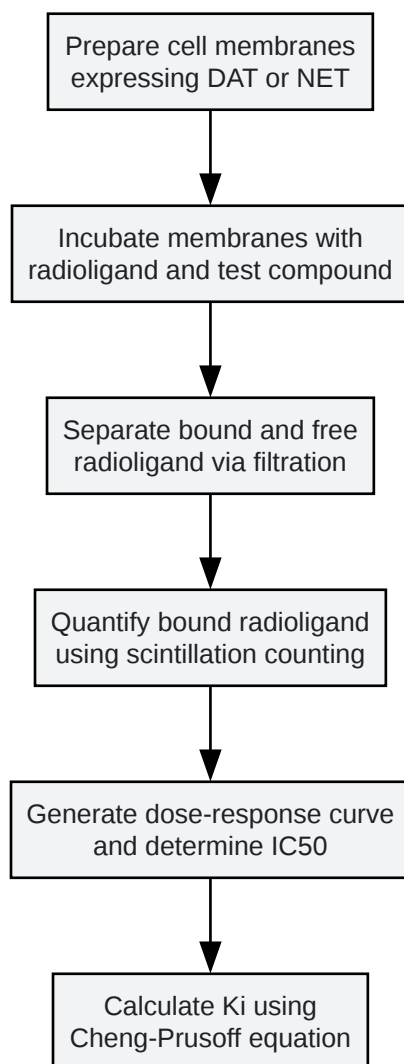 Prepare cell membranes
expressing DAT or NET
Incubate membranes with
radioligand and test compound
Separate bound and free
radioligand via filtration
Quantify bound radioligand
using scintillation counting
Generate dose-response curve
and determine IC50
Calculate Ki using
Cheng-Prusoff equation